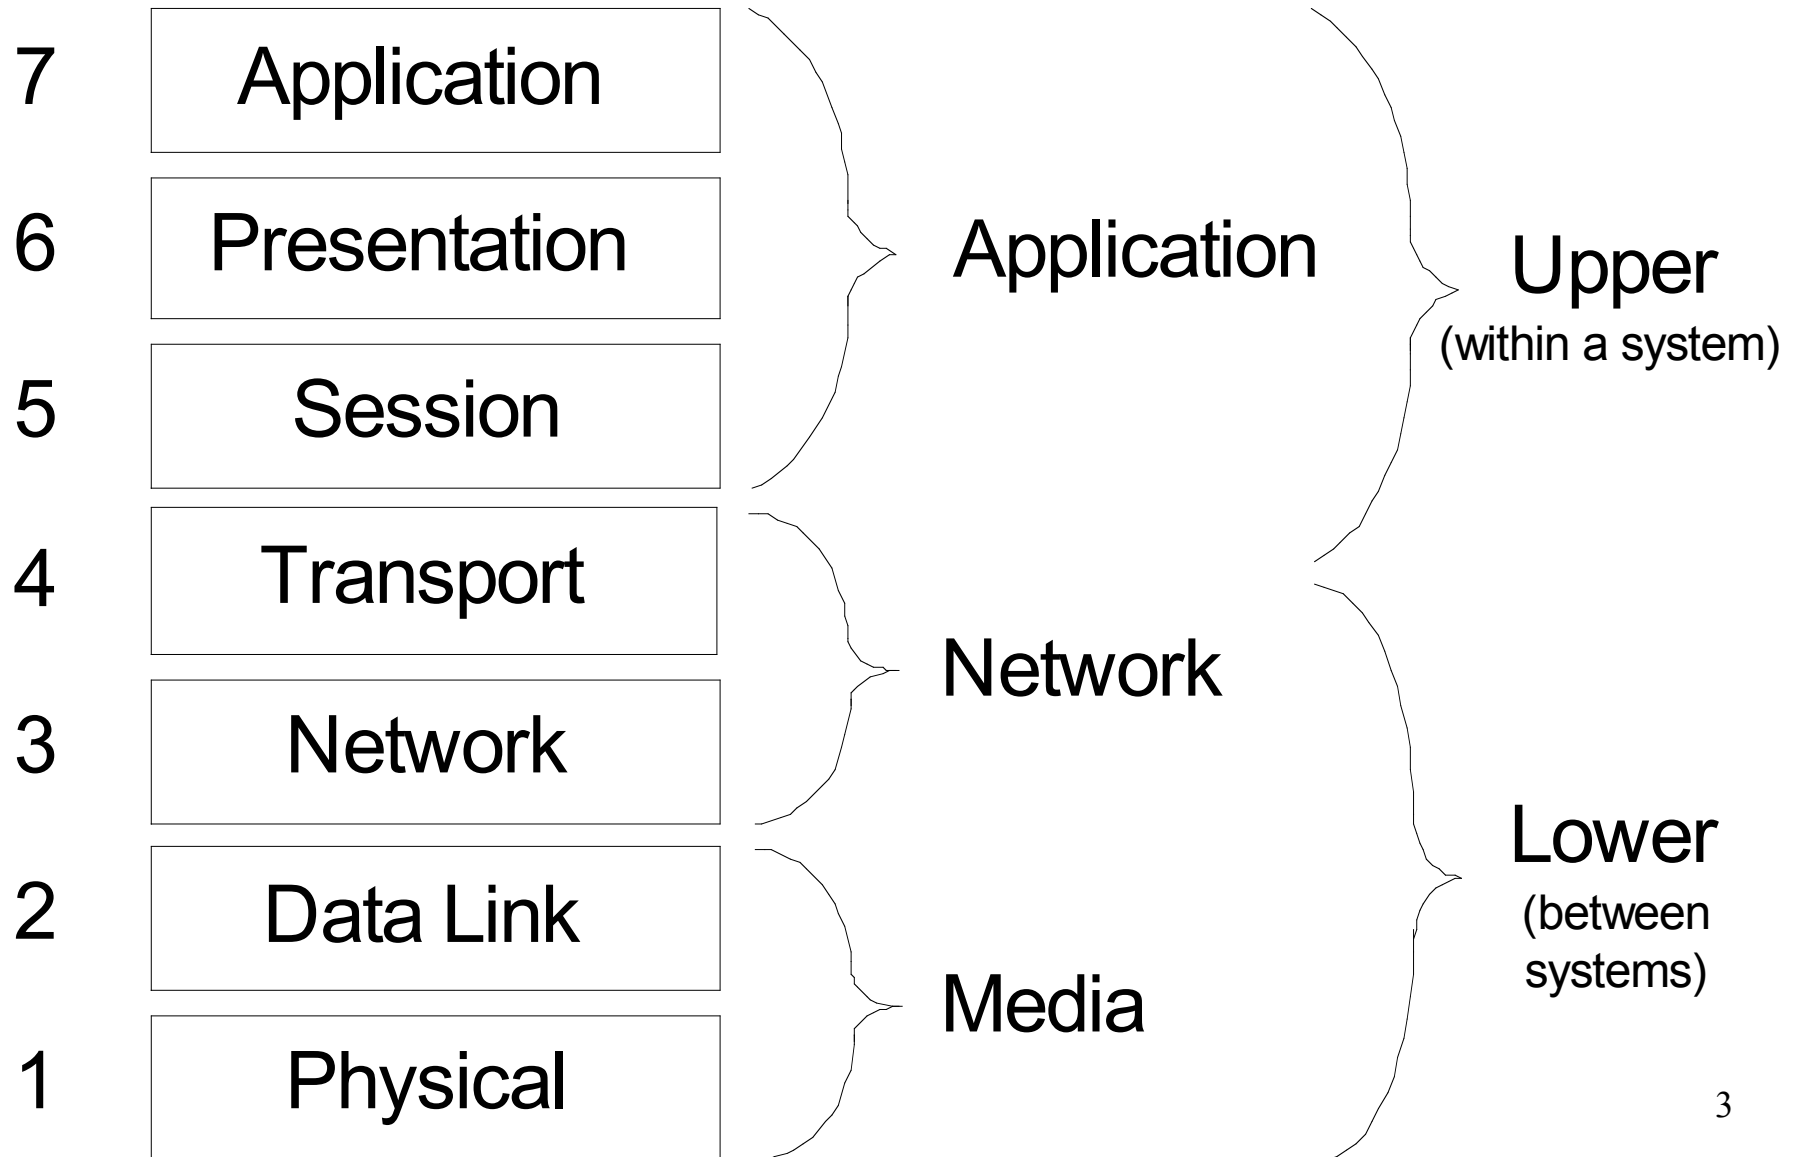 7 Application
6 Presentation
5 Session
4 Transport
3 Network
2 Data Link
1 Physical
Application
Network
Media
Upper
(within a system)
Lower
(between
systems)
3